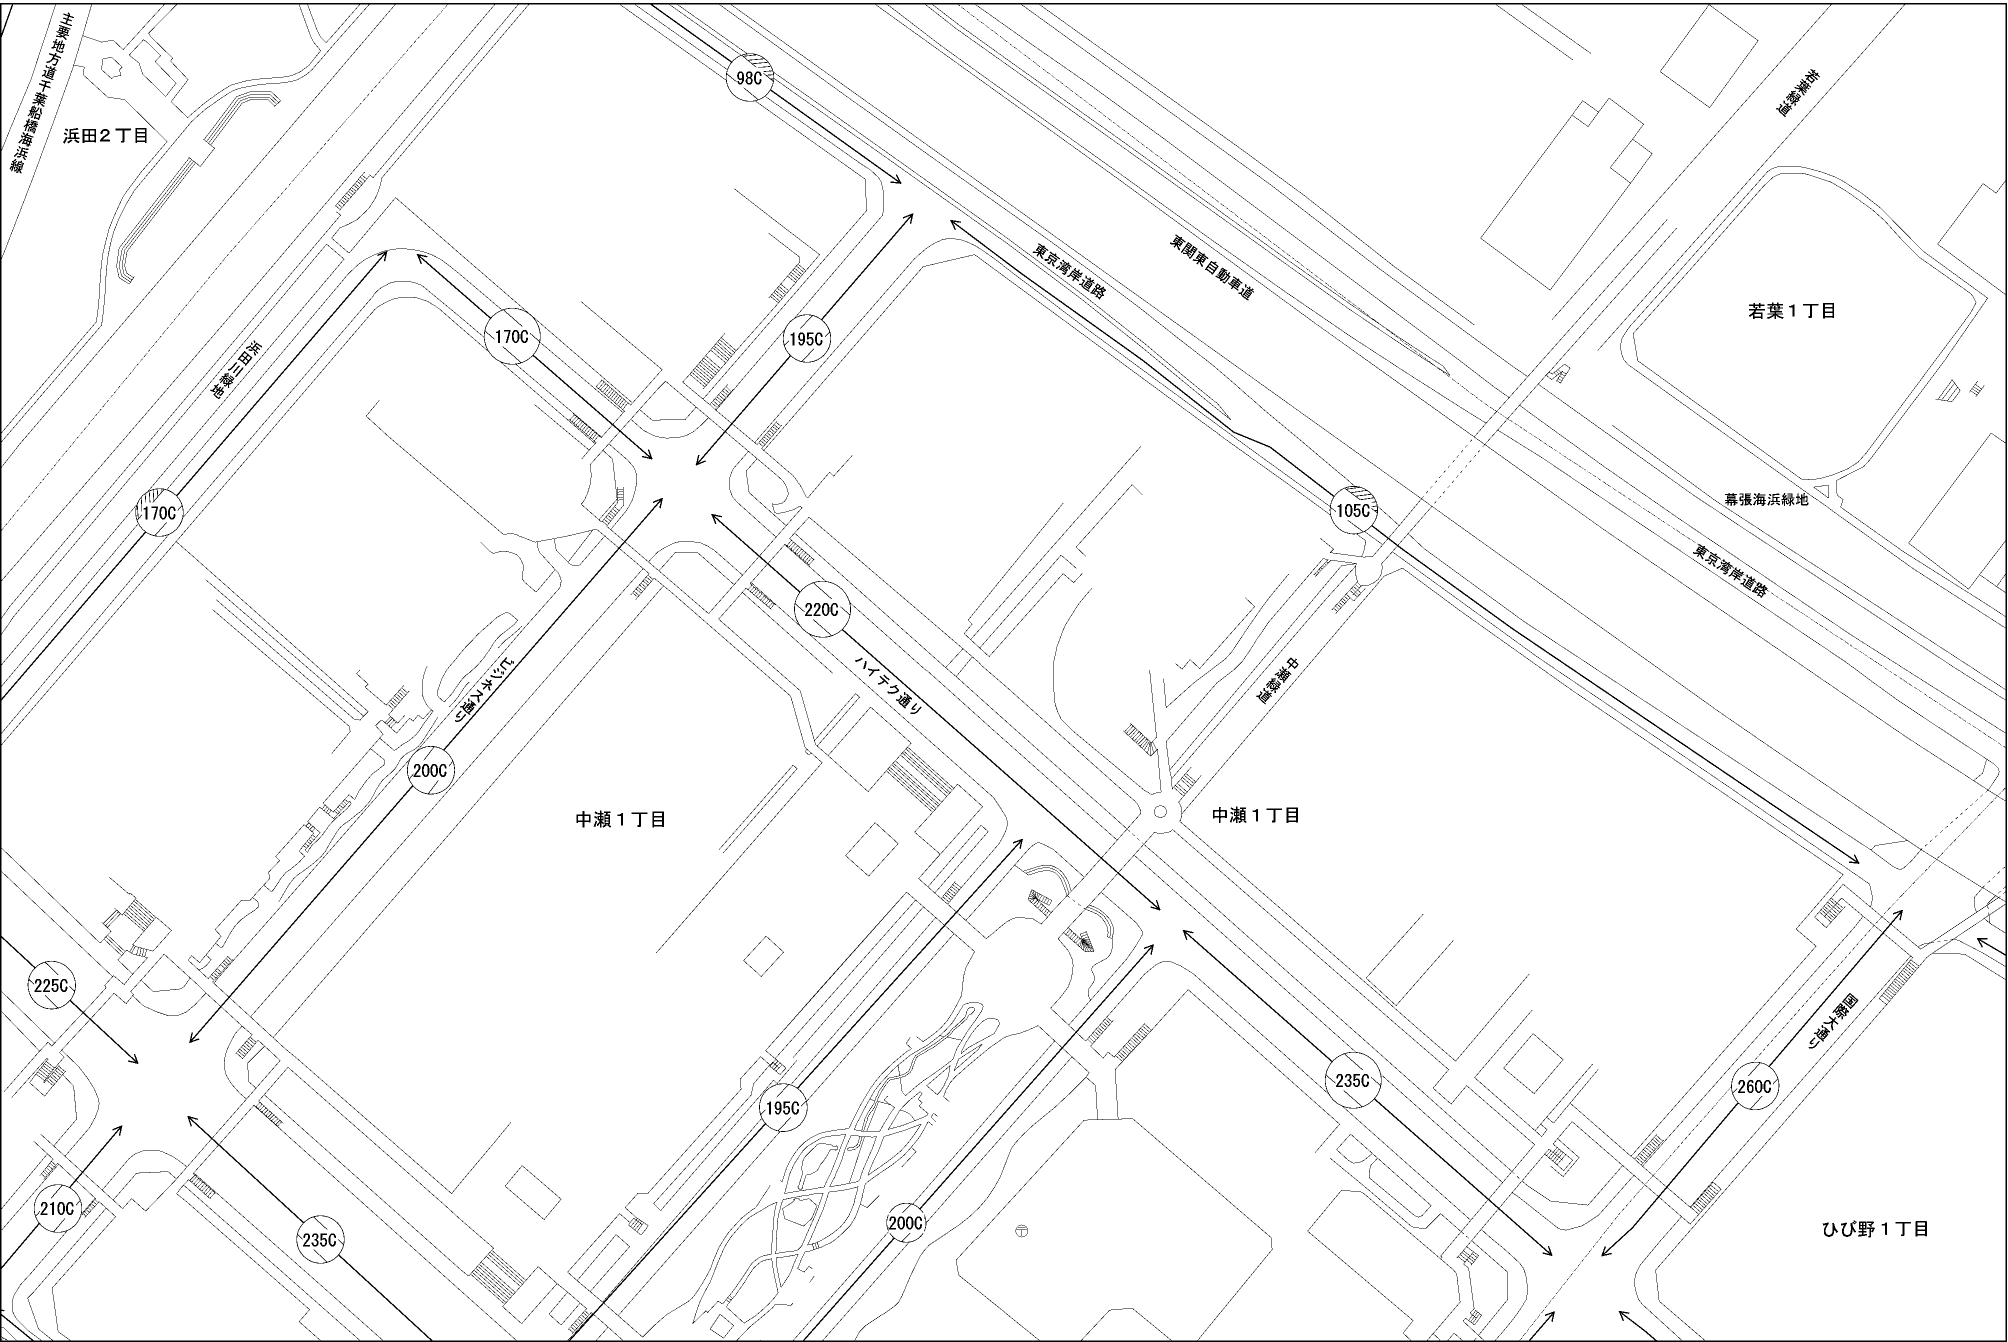 主要地方道千葉船橋海浜線
98C
若葉緑道
浜田２丁目
東京湾岸道路
東関東自動車道
若葉１丁目
170C
195C
浜田川緑地
170C
105C
幕張海浜緑地
東京湾岸道路
220C
ビジネス通り
ハイテク通り
中瀬緑道
200C
中瀬１丁目
中瀬１丁目
225C
国際大通り
235C
260C
195C
210C
235C
200C
ひび野１丁目